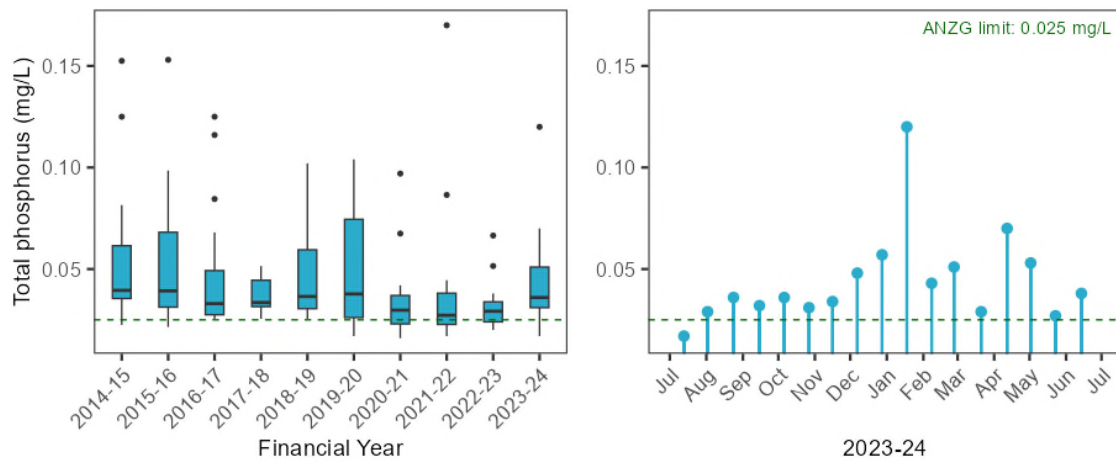 Total phosphorus (mg/L)
0.15
0.10
0.05
2014-15
2015-16
2016-17
2017-18
2018-19
2019-20
2020-21
2021-22
2022-23
2023-24
Financial Year
ANZG limit: 0.025 mg/L
0.15
0.10
0.05
Jul
Aug
Sep
Oct
Nov
Dec
Jan
Feb
Mar
Apr
May
Jun
Jul
2023-24